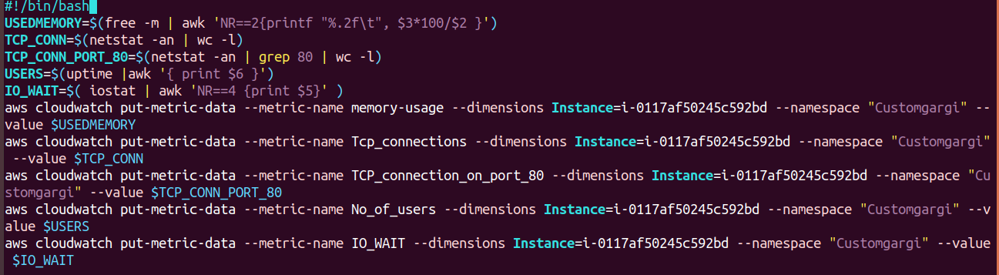 #!/bin/bash
USEDMEMORY=$(free -m | awk 'NR==2{printf "%.2f\t", $3*100/$2 }')
TCP_CONN=$(netstat -an | wc -l)
TCP_CONN_PORT_80=$(netstat -an | grep 80 | wc -l)
USERS=$(uptime |awk '{ print $6 }')
IO_WAIT=$( iostat | awk 'NR==4 {print $5}' )
aws cloudwatch put-metric-data --metric-name memory-usage --dimensions Instance=i-0117af50245c592bd --namespace "Customgargi" --
value $USEDMEMORY
aws cloudwatch put-metric-data --metric-name Tcp_connections --dimensions Instance=i-0117af50245c592bd --namespace "Customgargi"
 --value $TCP_CONN
aws cloudwatch put-metric-data --metric-name TCP_connection_on_port_80 --dimensions Instance=i-0117af50245c592bd --namespace "Cu
stomgargi" --value $TCP_CONN_PORT_80
aws cloudwatch put-metric-data --metric-name No_of_users --dimensions Instance=i-0117af50245c592bd --namespace "Customgargi" --v
alue $USERS
aws cloudwatch put-metric-data --metric-name IO_WAIT --dimensions Instance=i-0117af50245c592bd --namespace "Customgargi" --value
 $IO_WAIT